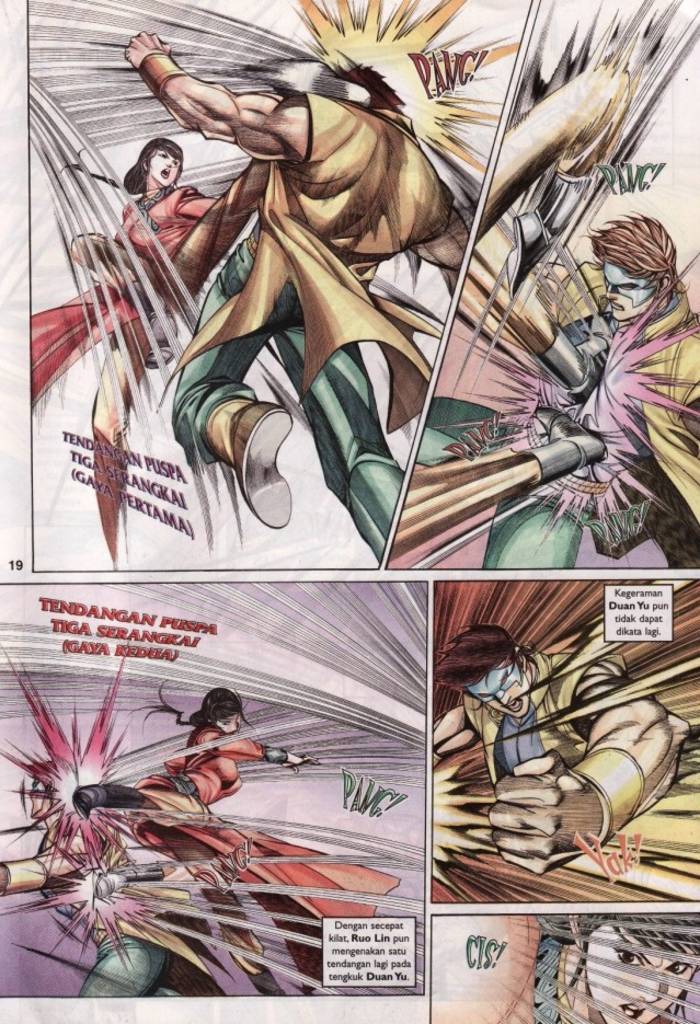 PANG!
TENDANGAN PUSPA
TIGA SERANGKAI
(GAYA PERTAMA)
PANG!
PANG!
PANG!
19
TENDANGAN PUSPA
TIGA SERANGKAI
(GAYA KEDUA)
PANG!
PANG!
Dengan secepat
kilat, Ruo Lin pun
mengenakan satu
tendangan lagi pada
tengkuk Duan Yu.
Kegeraman
Duan Yu pun
tidak dapat
dikata lagi.
Yak!
CIS!